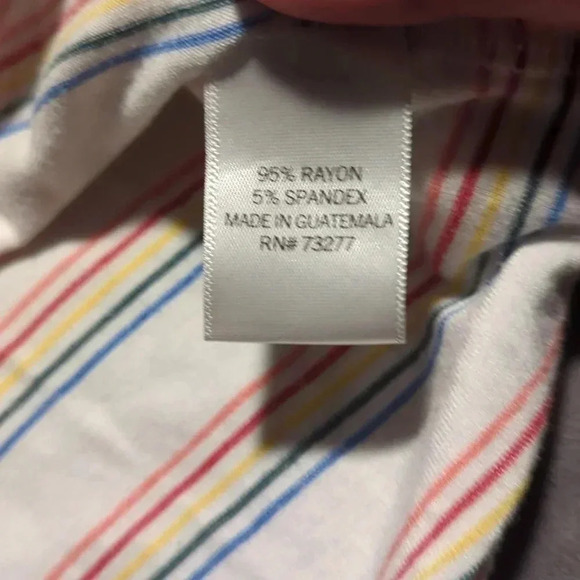 95% RAYON
5% SPANDEX
MADE IN GUATEMALA
RN# 73277